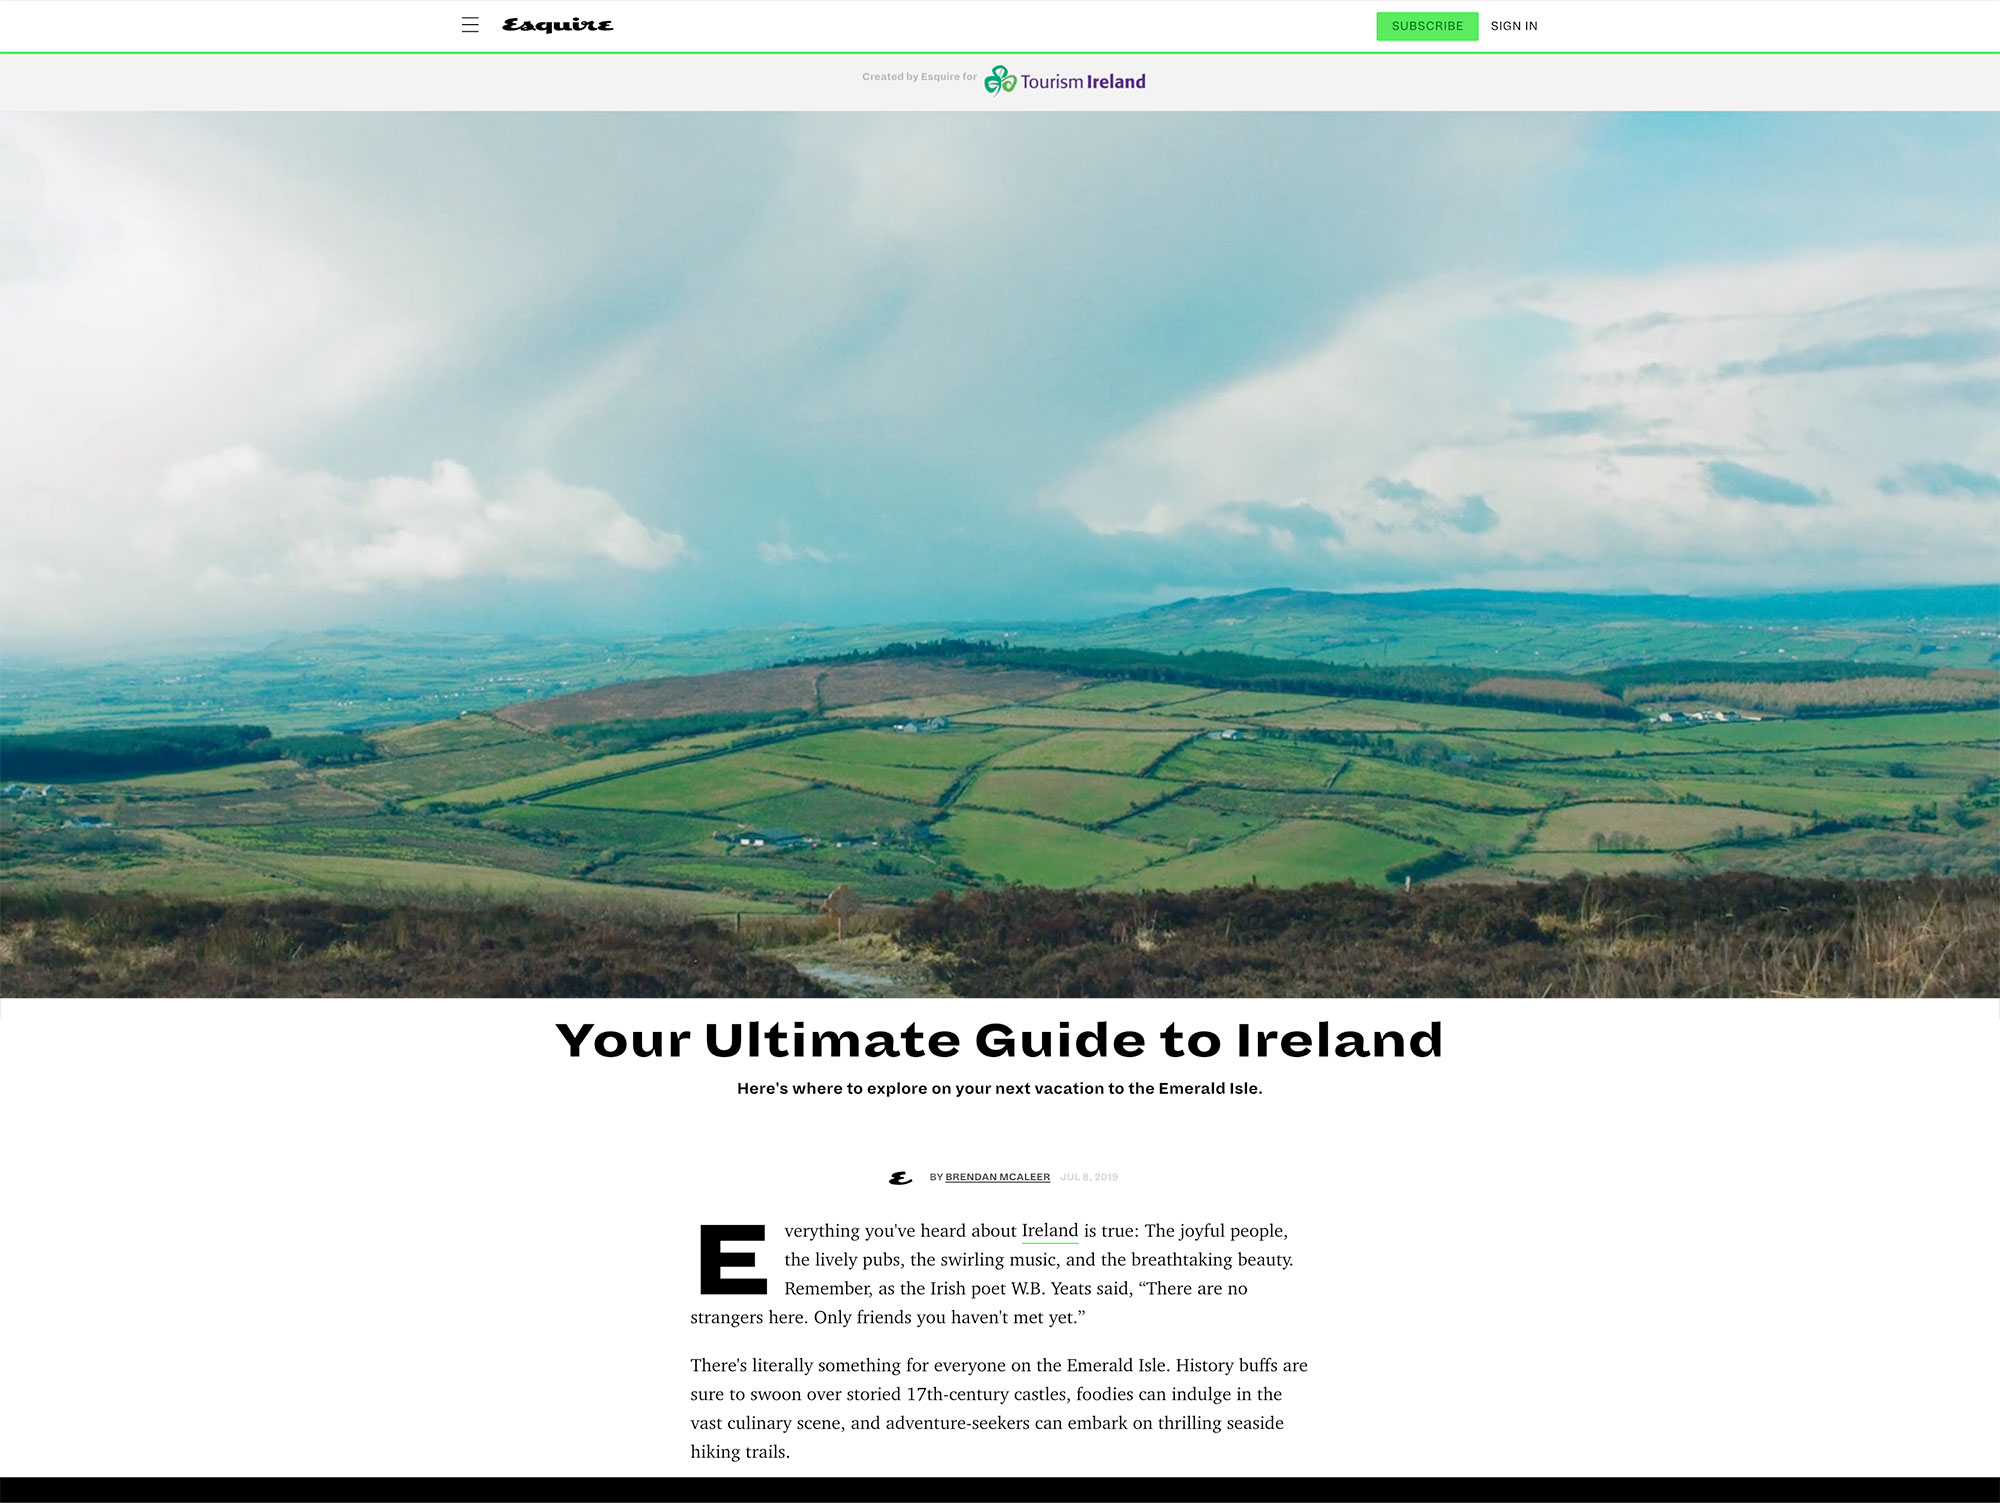 Esquire
SUBSCRIBE
SIGN IN
Created by Esquire for
Tourism Ireland
Your Ultimate Guide to Ireland
Here's where to explore on your next vacation to the Emerald Isle.
E BY BRENDAN MCALEER JUL 8, 2019
Everything you've heard about Ireland is true: The joyful people,
the lively pubs, the swirling music, and the breathtaking beauty.
Remember, as the Irish poet W.B. Yeats said, “There are no
strangers here. Only friends you haven't met yet.”
There's literally something for everyone on the Emerald Isle. History buffs are
sure to swoon over storied 17th-century castles, foodies can indulge in the
vast culinary scene, and adventure-seekers can embark on thrilling seaside
hiking trails.